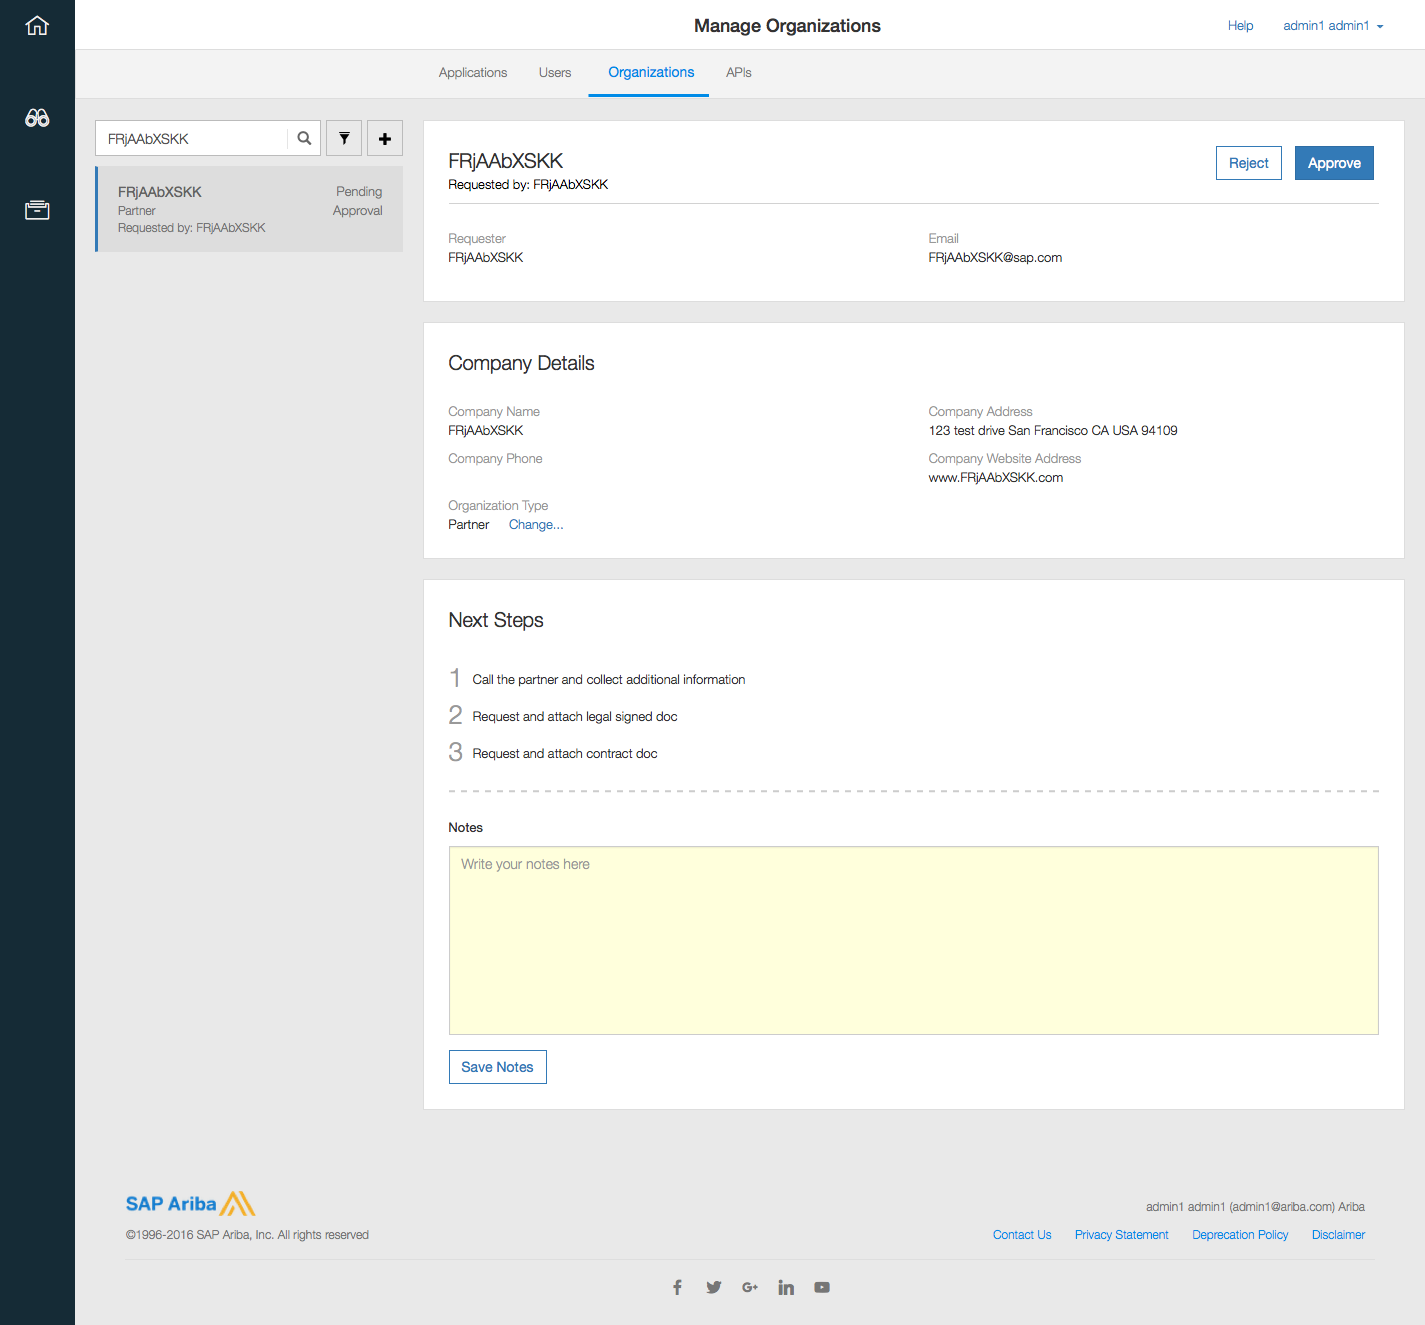 Manage Organizations
Help
admin1 admin1
Applications
Users
Organizations
APIs
FRjAAbXSKK
FRjAAbXSKK
Pending Approval
Partner
Requested by: FRjAAbXSKK
FRjAAbXSKK
Requested by: FRjAAbXSKK
Reject
Approve
Requester
FRjAAbXSKK
Email
FRjAAbXSKK@sap.com
Company Details
Company Name
FRjAAbXSKK
Company Address
123 test drive San Francisco CA USA 94109
Company Phone
Company Website Address
www.FRjAAbXSKK.com
Organization Type
Partner Change...
Next Steps
1 Call the partner and collect additional information
2 Request and attach legal signed doc
3 Request and attach contract doc
Notes
Write your notes here
Save Notes
SAP Ariba
©1996-2016 SAP Ariba, Inc. All rights reserved
admin1 admin1 (admin1@ariba.com) Ariba
Contact Us
Privacy Statement
Deprecation Policy
Disclaimer